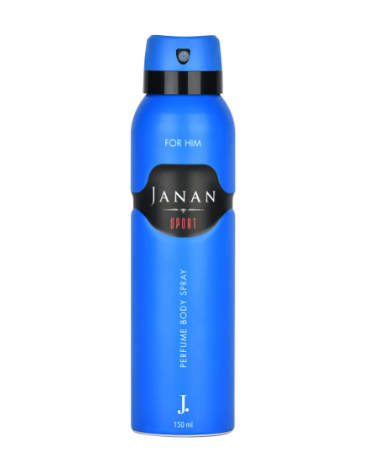 FOR HIM
JANAN
SPORT
PERFUME BODY SPRAY
J.
150 ml